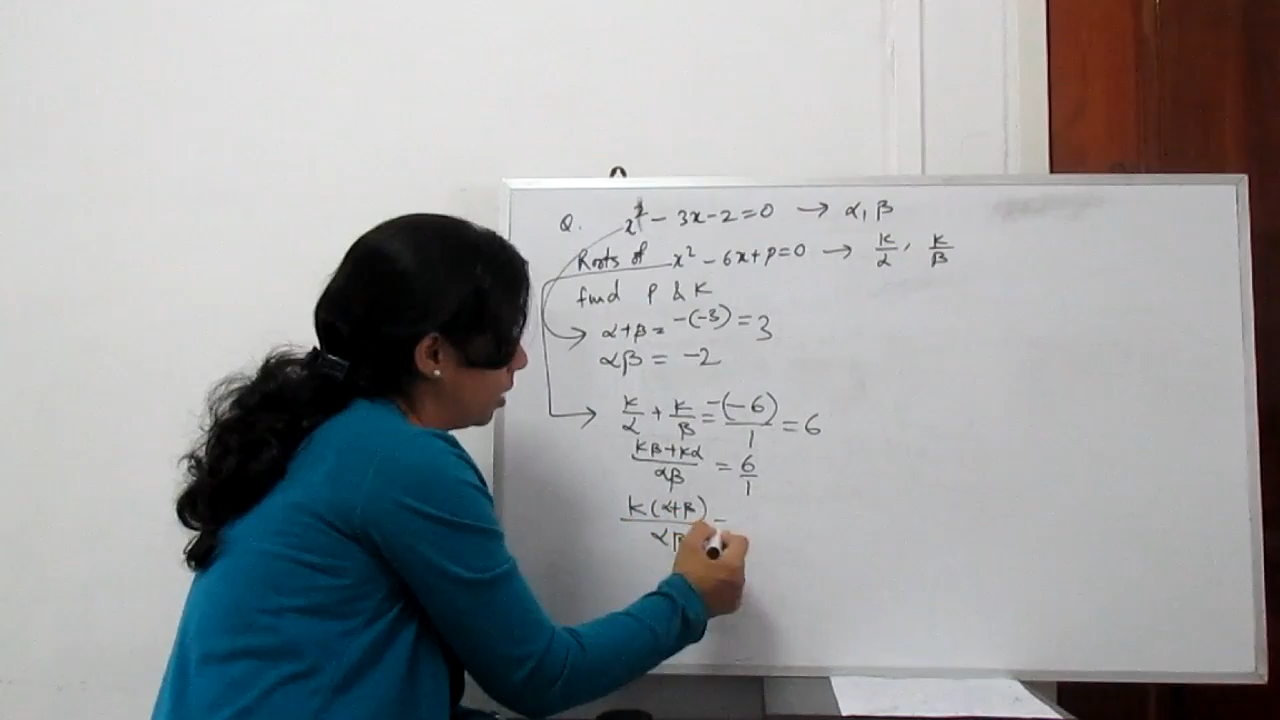 Q. x² - 3x - 2 = 0 → α, β
Roots of x² - 6x + p = 0 → K/α, K/β
find P & K
α + β = -(-3) = 3
αβ = -2
K/α + K/β = -(-6)/1 = 6
(Kβ + Kα)/αβ = 6/1
K(α+β)/αβ =